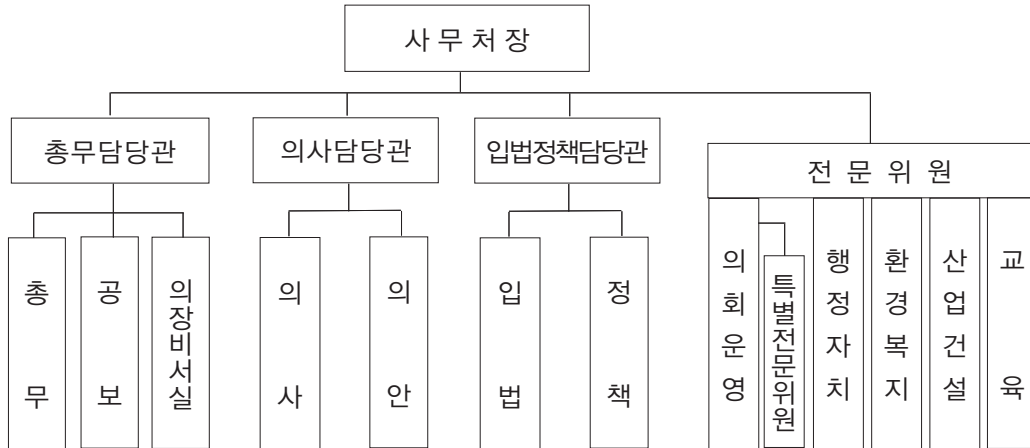 사 무 처 장
총무담당관
의사담당관
입법정책담당관
전 문 위 원
총무
공보
의장비서실
의사
의안
입법
정책
의회운영
특별전문위원
행정자치
환경복지
산업건설
교육